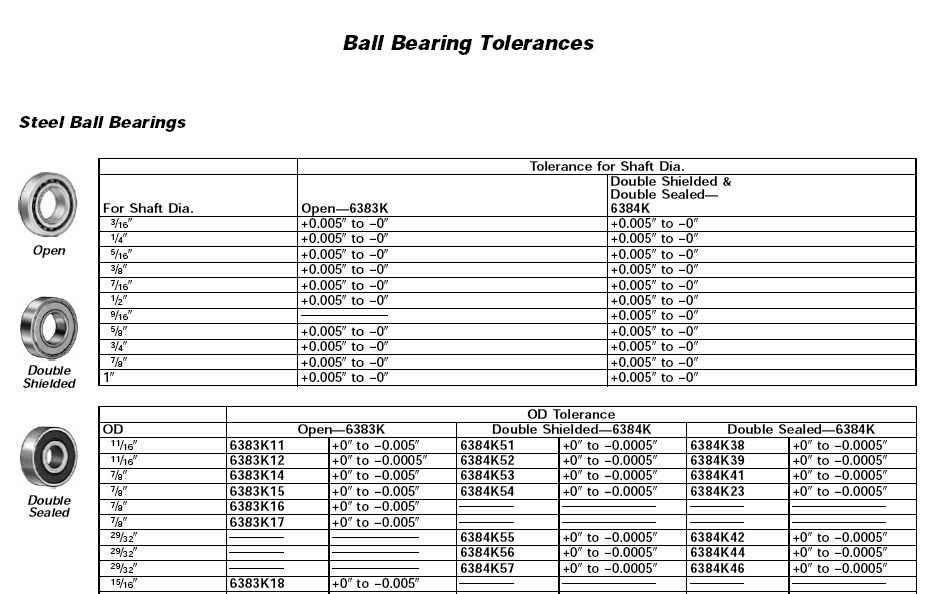 Ball Bearing Tolerances
Steel Ball Bearings
Open
Double
Shielded
Double
Sealed
Tolerance for Shaft Dia.
For Shaft Dia. Open—6383K Double Shielded & Double Sealed—6384K
3/16" +0.005" to –0" +0.005" to –0"
1/4" +0.005" to –0" +0.005" to –0"
5/16" +0.005" to –0" +0.005" to –0"
3/8" +0.005" to –0" +0.005" to –0"
7/16" +0.005" to –0" +0.005" to –0"
1/2" +0.005" to –0" +0.005" to –0"
9/16" ——— +0.005" to –0"
5/8" +0.005" to –0" +0.005" to –0"
3/4" +0.005" to –0" +0.005" to –0"
7/8" +0.005" to –0" +0.005" to –0"
1" +0.005" to –0" +0.005" to –0"
OD Tolerance
OD Open—6383K Double Shielded—6384K Double Sealed—6384K
11/16" 6383K11 +0" to –0.005" 6384K51 +0" to –0.0005" 6384K38 +0" to –0.0005"
11/16" 6383K12 +0" to –0.0005" 6384K52 +0" to –0.0005" 6384K39 +0" to –0.0005"
7/8" 6383K14 +0" to –0.005" 6384K53 +0" to –0.0005" 6384K41 +0" to –0.0005"
7/8" 6383K15 +0" to –0.005" 6384K54 +0" to –0.0005" 6384K23 +0" to –0.0005"
7/8" 6383K16 +0" to –0.005" ——— ——— ——— ———
7/8" 6383K17 +0" to –0.005" ——— ——— ——— ———
29/32" ——— ——— 6384K55 +0" to –0.0005" 6384K42 +0" to –0.0005"
29/32" ——— ——— 6384K56 +0" to –0.0005" 6384K44 +0" to –0.0005"
29/32" ——— ——— 6384K57 +0" to –0.0005" 6384K46 +0" to –0.0005"
15/16" 6383K18 +0" to –0.005" ——— ——— ——— ———